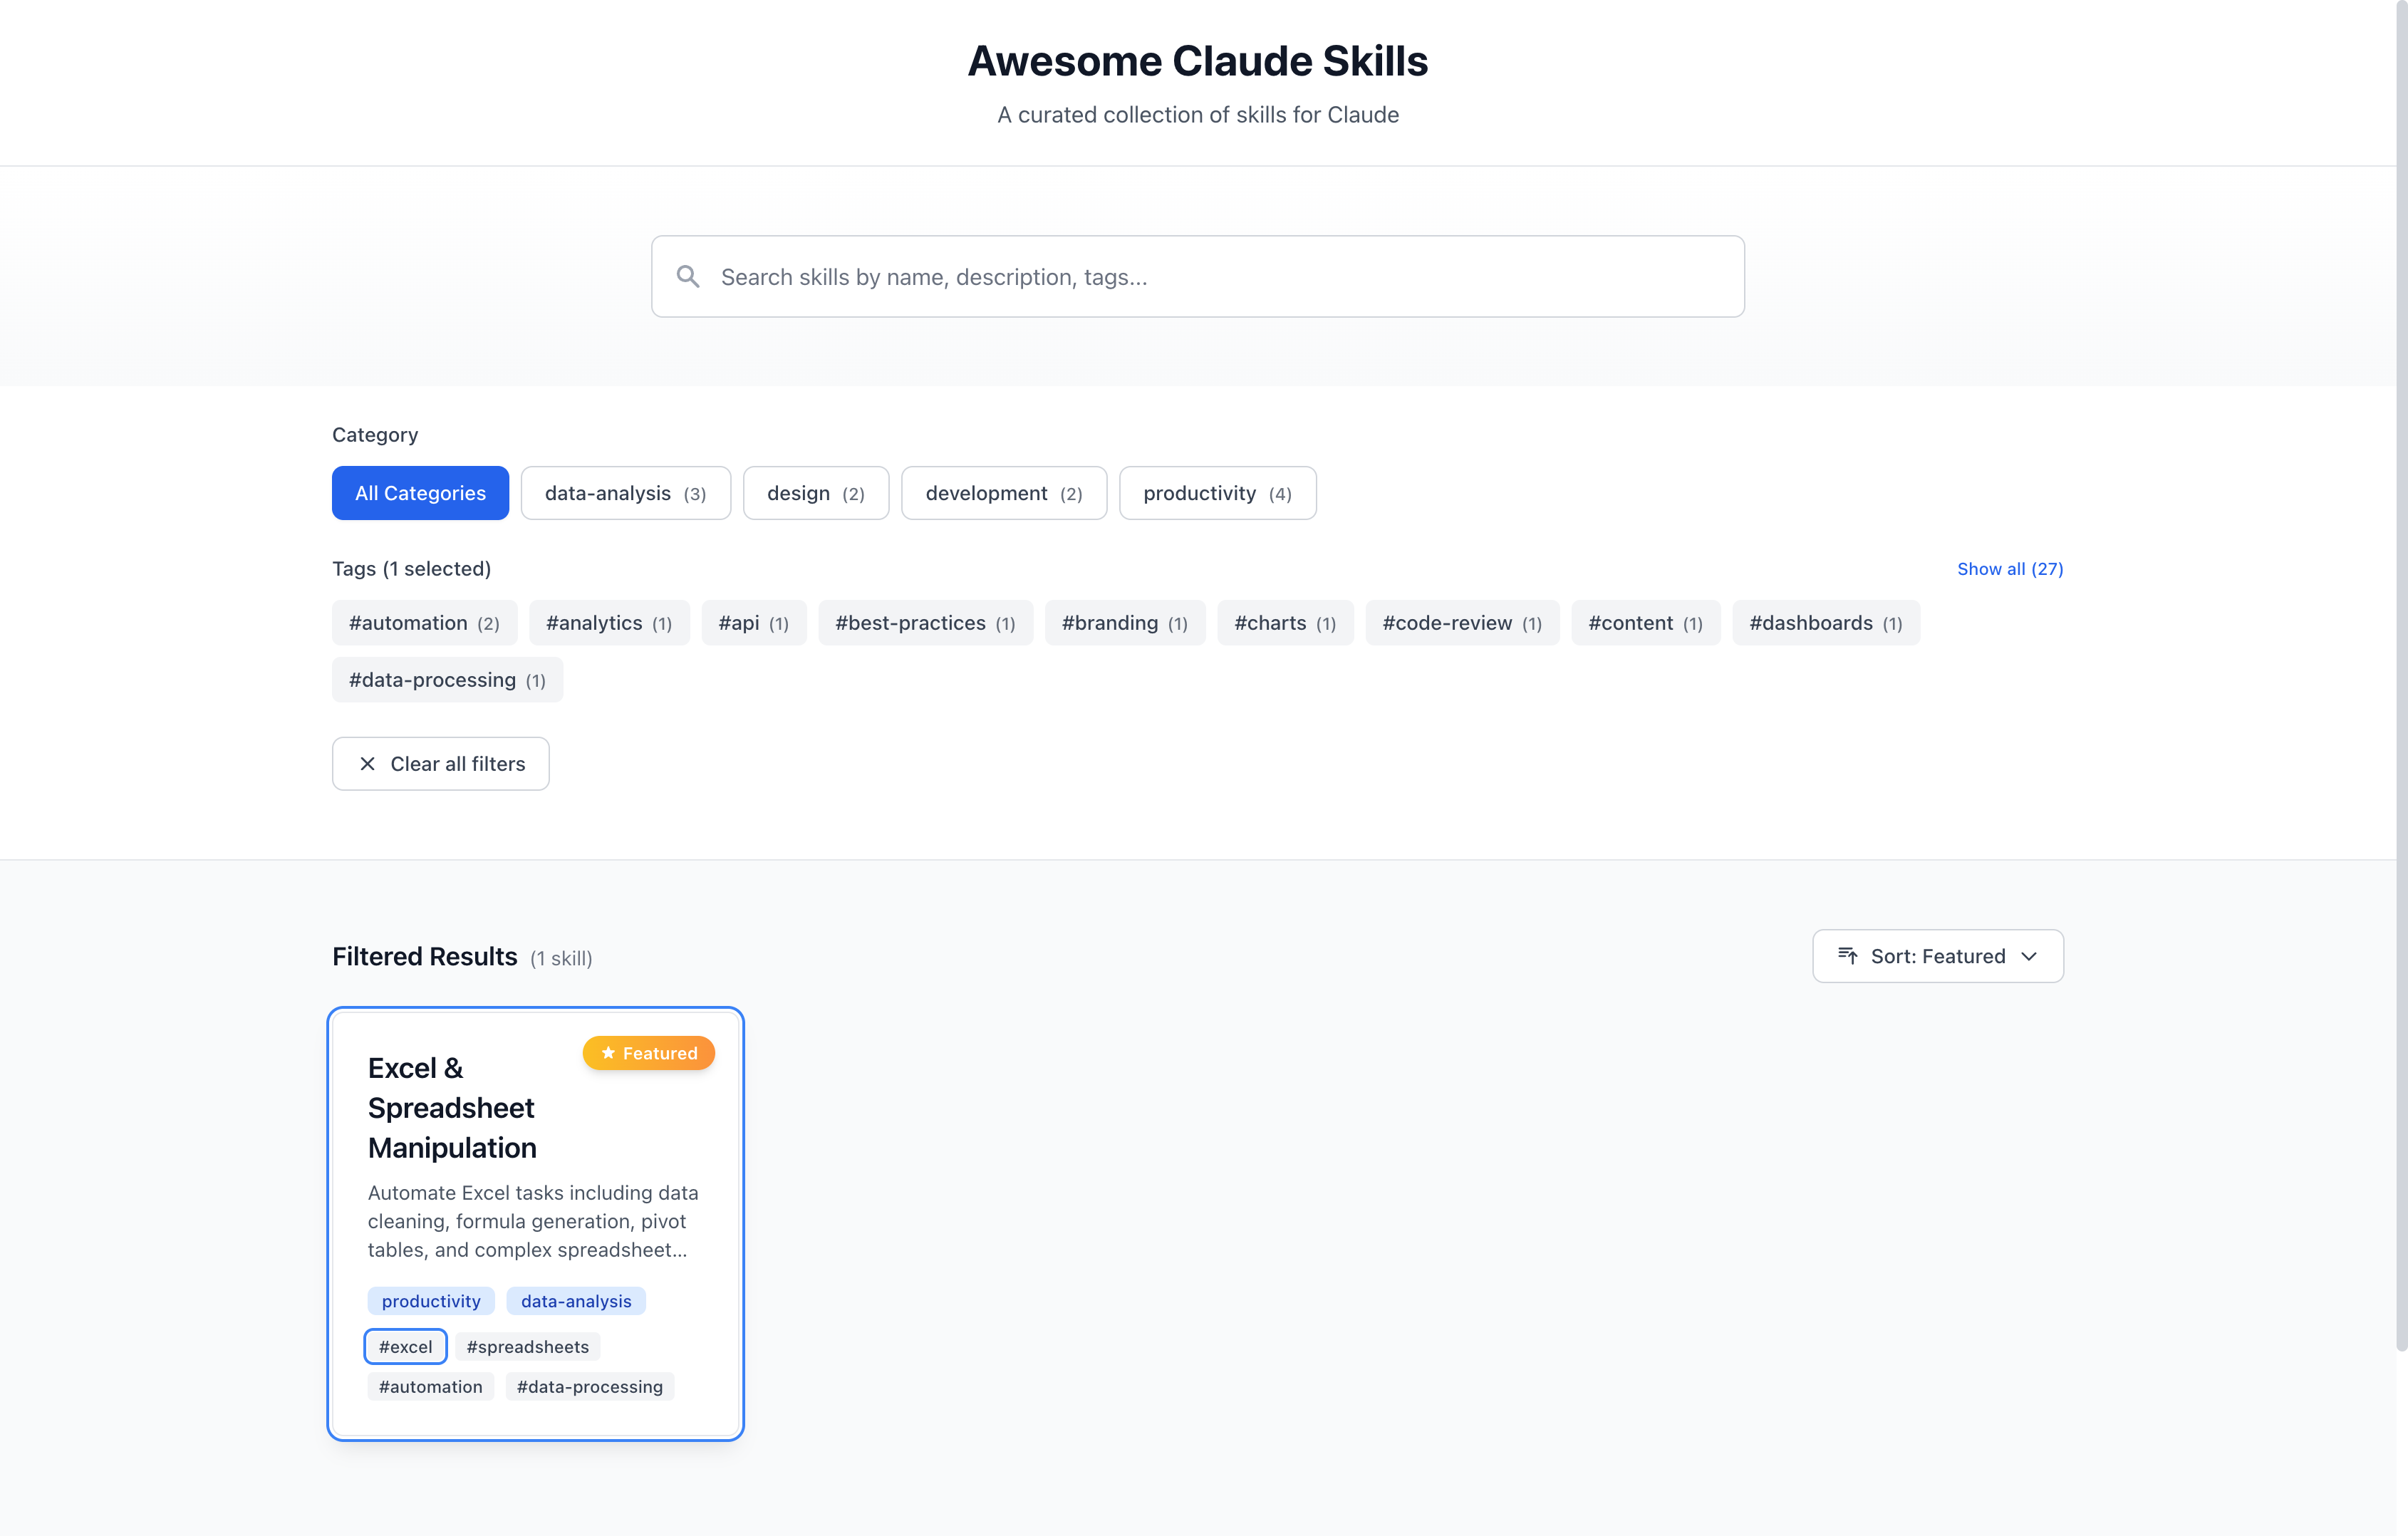 Awesome Claude Skills
A curated collection of skills for Claude
Search skills by name, description, tags...
Category
All Categories data-analysis (3) design (2) development (2) productivity (4)
Tags (1 selected) Show all (27)
#automation (2) #analytics (1) #api (1) #best-practices (1) #branding (1) #charts (1) #code-review (1) #content (1) #dashboards (1)
#data-processing (1)
Clear all filters
Filtered Results (1 skill) Sort: Featured
Featured
Excel &
Spreadsheet
Manipulation
Automate Excel tasks including data
cleaning, formula generation, pivot
tables, and complex spreadsheet...
productivity data-analysis
#excel #spreadsheets
#automation #data-processing